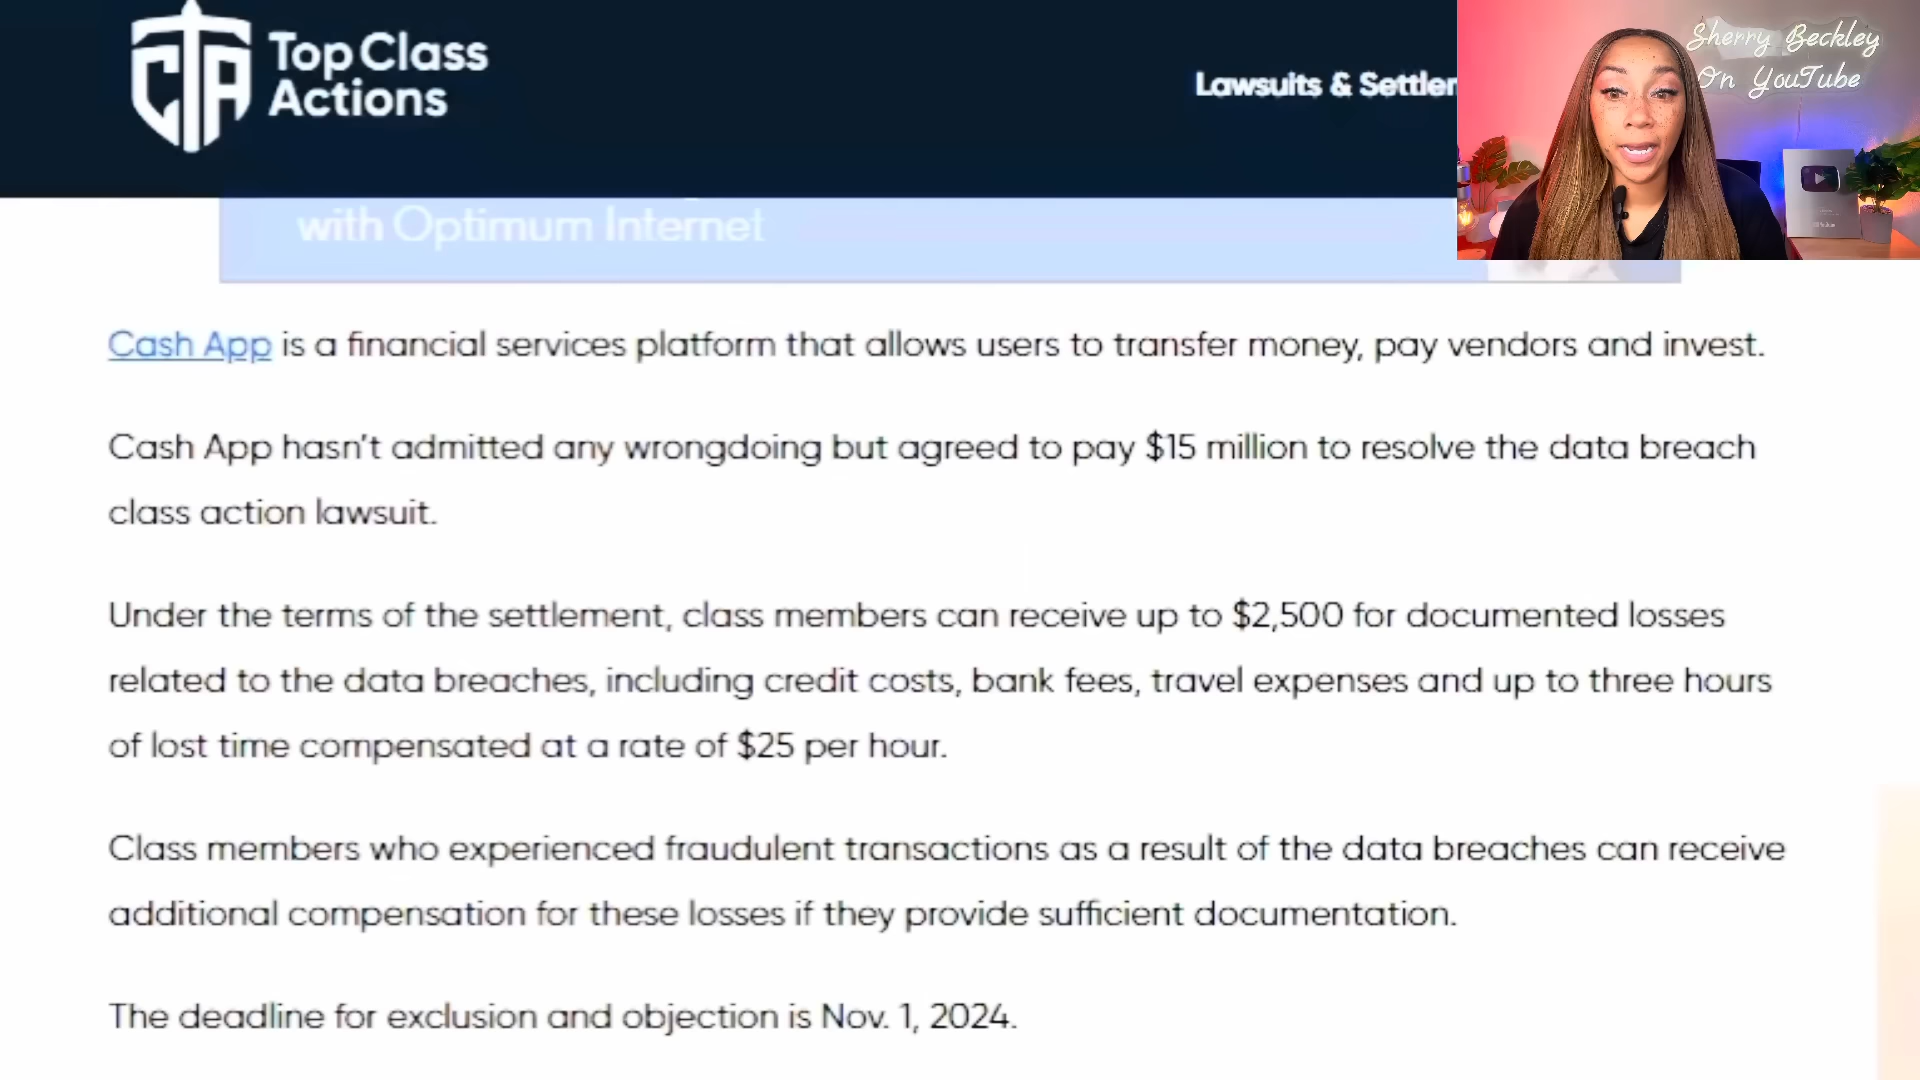 Top Class
Actions
Lawsuits & Settlem
Sherry Beckley
On YouTube
with Optimum Internet
Cash App is a financial services platform that allows users to transfer money, pay vendors and invest.
Cash App hasn't admitted any wrongdoing but agreed to pay $15 million to resolve the data breach
class action lawsuit.
Under the terms of the settlement, class members can receive up to $2,500 for documented losses
related to the data breaches, including credit costs, bank fees, travel expenses and up to three hours
of lost time compensated at a rate of $25 per hour.
Class members who experienced fraudulent transactions as a result of the data breaches can receive
additional compensation for these losses if they provide sufficient documentation.
The deadline for exclusion and objection is Nov. 1, 2024.